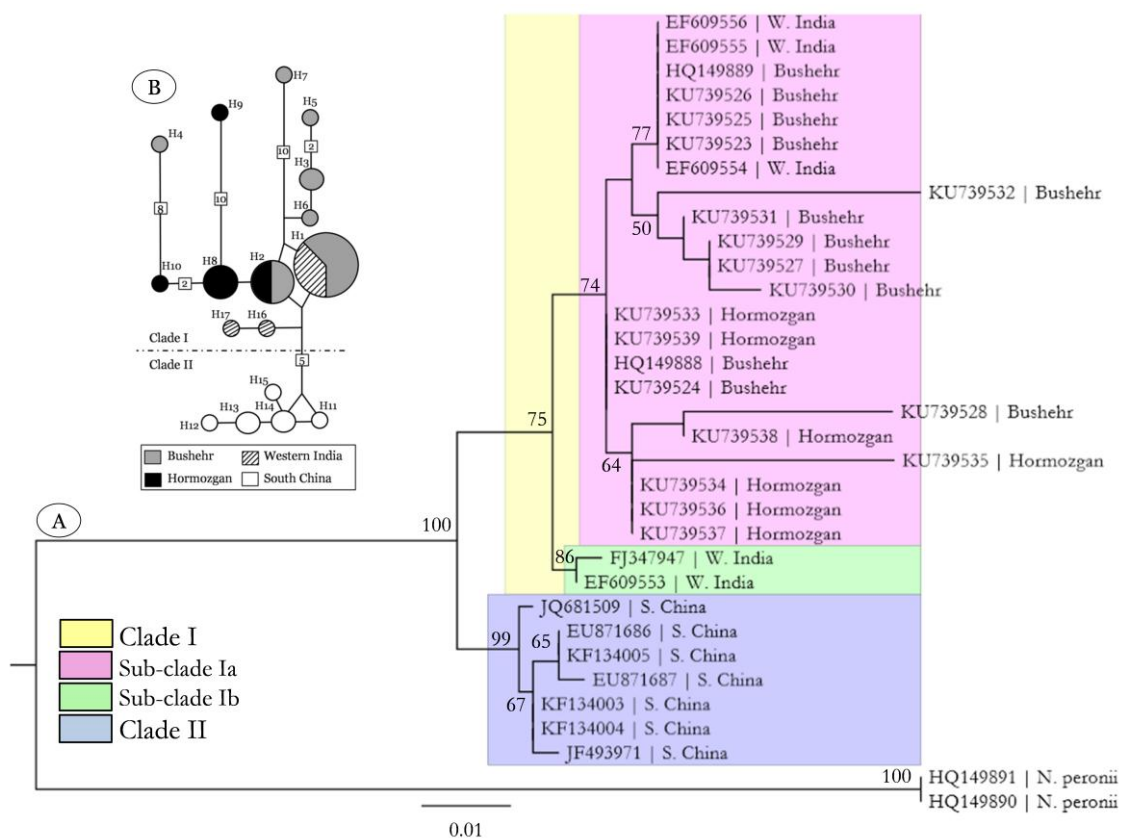 B
H7
H9
H5
H4
10
2
H3
8
10
H6
H1
H10
H8
H2
2
H17
H16
Clade I
Clade II
5
H15
H13
H14
H11
H12
Bushehr
Western India
Hormozgan
South China
A
Clade I
Sub-clade Ia
Sub-clade Ib
Clade II
EF609556 | W. India
EF609555 | W. India
HQ149889 | Bushehr
KU739526 | Bushehr
KU739525 | Bushehr
77
KU739523 | Bushehr
EF609554 | W. India
KU739532 | Bushehr
KU739531 | Bushehr
50
KU739529 | Bushehr
KU739527 | Bushehr
74
KU739530 | Bushehr
KU739533 | Hormozgan
KU739539 | Hormozgan
HQ149888 | Bushehr
KU739524 | Bushehr
75
KU739528 | Bushehr
KU739538 | Hormozgan
64
KU739535 | Hormozgan
KU739534 | Hormozgan
KU739536 | Hormozgan
100
KU739537 | Hormozgan
86
FJ347947 | W. India
EF609553 | W. India
JQ681509 | S. China
99
65
EU871686 | S. China
KF134005 | S. China
EU871687 | S. China
67
KF134003 | S. China
KF134004 | S. China
JF493971 | S. China
100
HQ149891 | N. peronii
HQ149890 | N. peronii
0.01